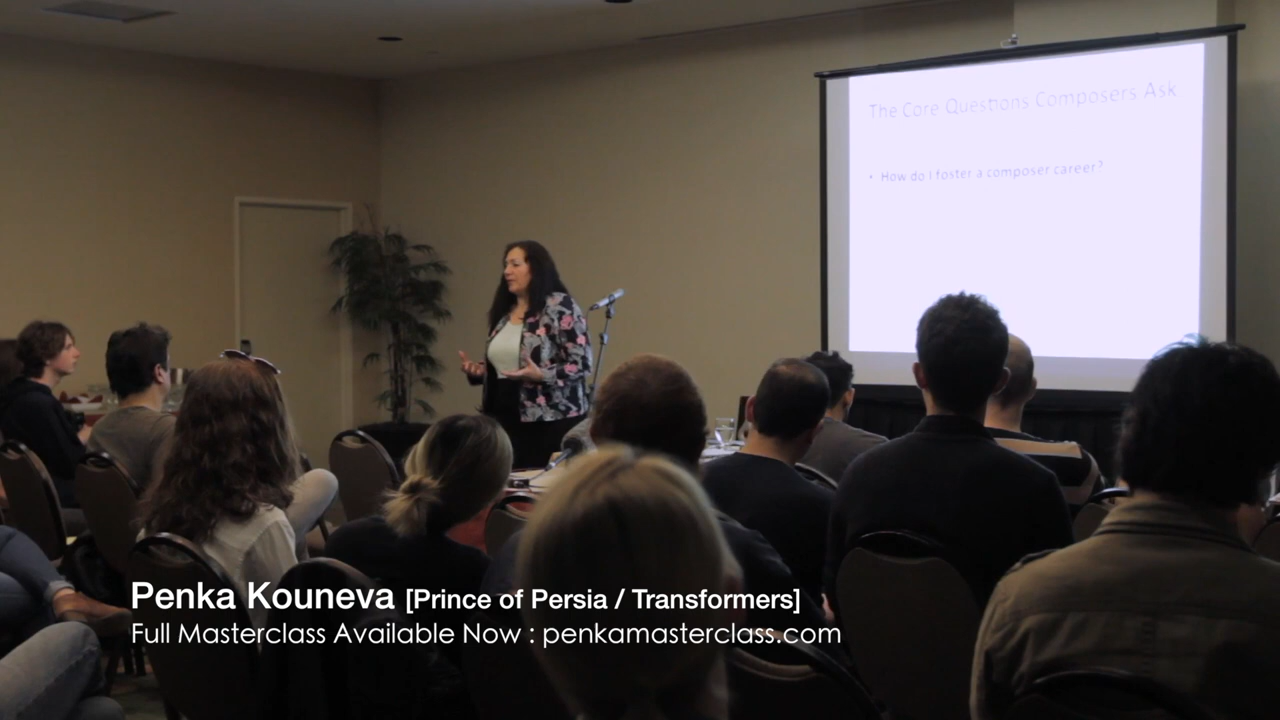 The Core Questions Composers Ask
• How do I foster a composer career?
Penka Kouneva [Prince of Persia / Transformers]
Full Masterclass Available Now : penkamasterclass.com